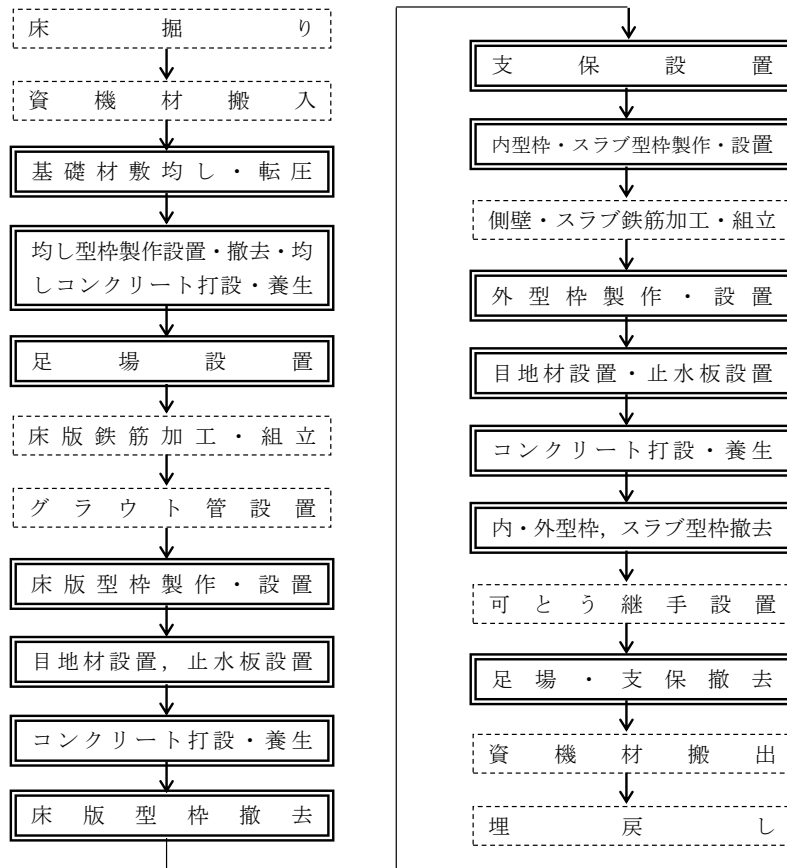 床掘り
資機材搬入
基礎材敷均し・転圧
均し型枠製作設置・撤去・均
しコンクリート打設・養生
足場設置
床版鉄筋加工・組立
グラウト管設置
床版型枠製作・設置
目地材設置，止水板設置
コンクリート打設・養生
床版型枠撤去
支保設置
内型枠・スラブ型枠製作・設置
側壁・スラブ鉄筋加工・組立
外型枠製作・設置
目地材設置・止水板設置
コンクリート打設・養生
内・外型枠，スラブ型枠撤去
可とう継手設置
足場・支保撤去
資機材搬出
埋戻し